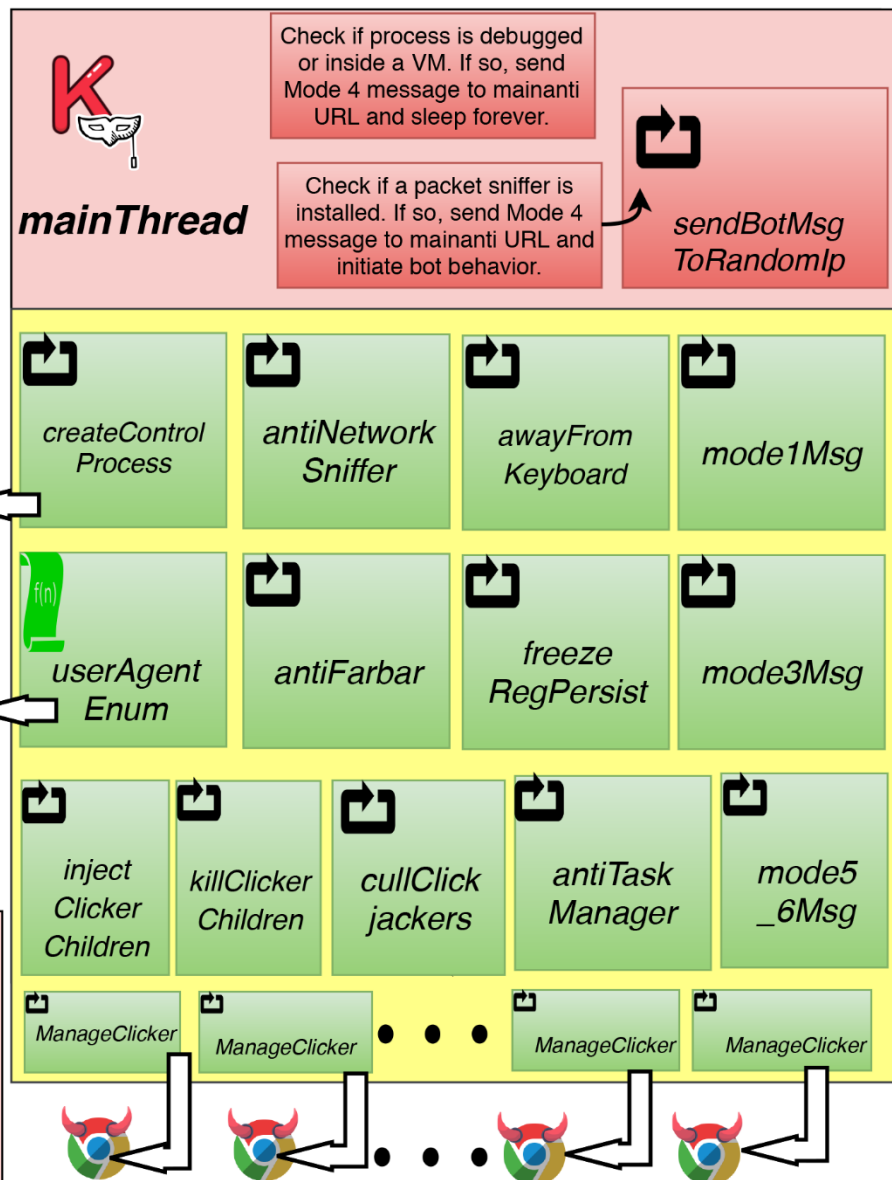 Check if process is debugged
or inside a VM. If so, send
Mode 4 message to mainanti
URL and sleep forever.
K
mainThread
Check if a packet sniffer is
installed. If so, send Mode 4
message to mainanti URL and
initiate bot behavior.
sendBotMsg
ToRandomIp
createControl
Process
antiNetwork
Sniffer
awayFrom
Keyboard
mode1Msg
f(n)
userAgent
Enum
antiFarbar
freeze
RegPersist
mode3Msg
inject
Clicker
Children
killClicker
Children
cullClick
jackers
antiTask
Manager
mode5
_6Msg
ManageClicker
ManageClicker
ManageClicker
ManageClicker